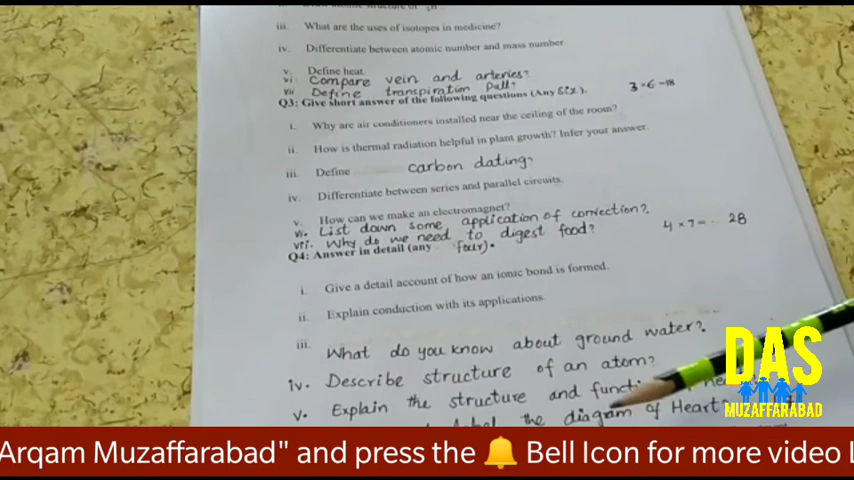 iii. What are the uses of isotopes in medicine?
iv. Differentiate between atomic number and mass number.
v. Define heat.
vi Compare vein and arteries?
vii Define transpiration pull?
Q3: Give short answer of the following questions (Any Six). 3×6=18
i. Why are air conditioners installed near the ceiling of the room?
ii. How is thermal radiation helpful in plant growth? Infer your answer.
iii. Define carbon dating?
iv. Differentiate between series and parallel circuits.
v. How can we make an electromagnet?
vi. List down some application of convection?
vii. Why do we need to digest food?
Q4: Answer in detail (any four). 4×7=28
i. Give a detail account of how an ionic bond is formed.
ii. Explain conduction with its applications.
iii. What do you know about ground water?
iv. Describe structure of an atom?
v. Explain the structure and
the diagram of Heart
DAS
MUZAFFARABAD
Arqam Muzaffarabad" and press the 🔔 Bell Icon for more video